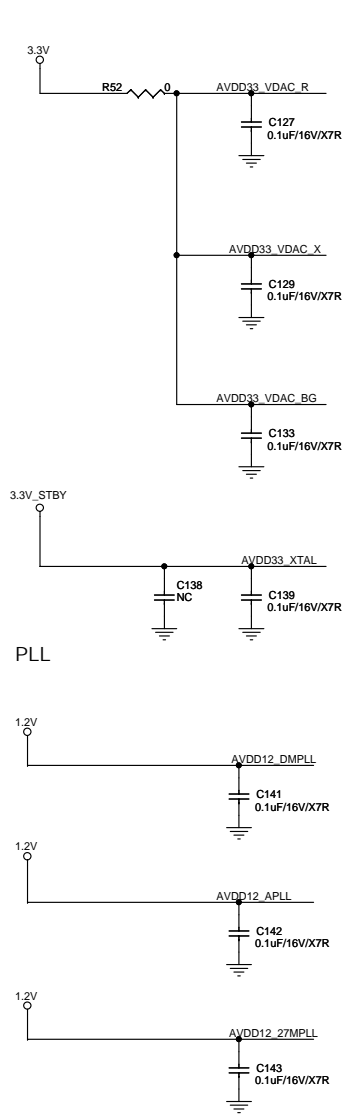 3.3V
R52 0 AVDD33_VDAC_R
C127
0.1uF/16V/X7R
AVDD33_VDAC_X
C129
0.1uF/16V/X7R
AVDD33_VDAC_BG
C133
0.1uF/16V/X7R
3.3V_STBY
AVDD33_XTAL
C138
NC
C139
0.1uF/16V/X7R
PLL
1.2V
AVDD12_DMPLL
C141
0.1uF/16V/X7R
1.2V
AVDD12_APLL
C142
0.1uF/16V/X7R
1.2V
AVDD12_27MPLL
C143
0.1uF/16V/X7R